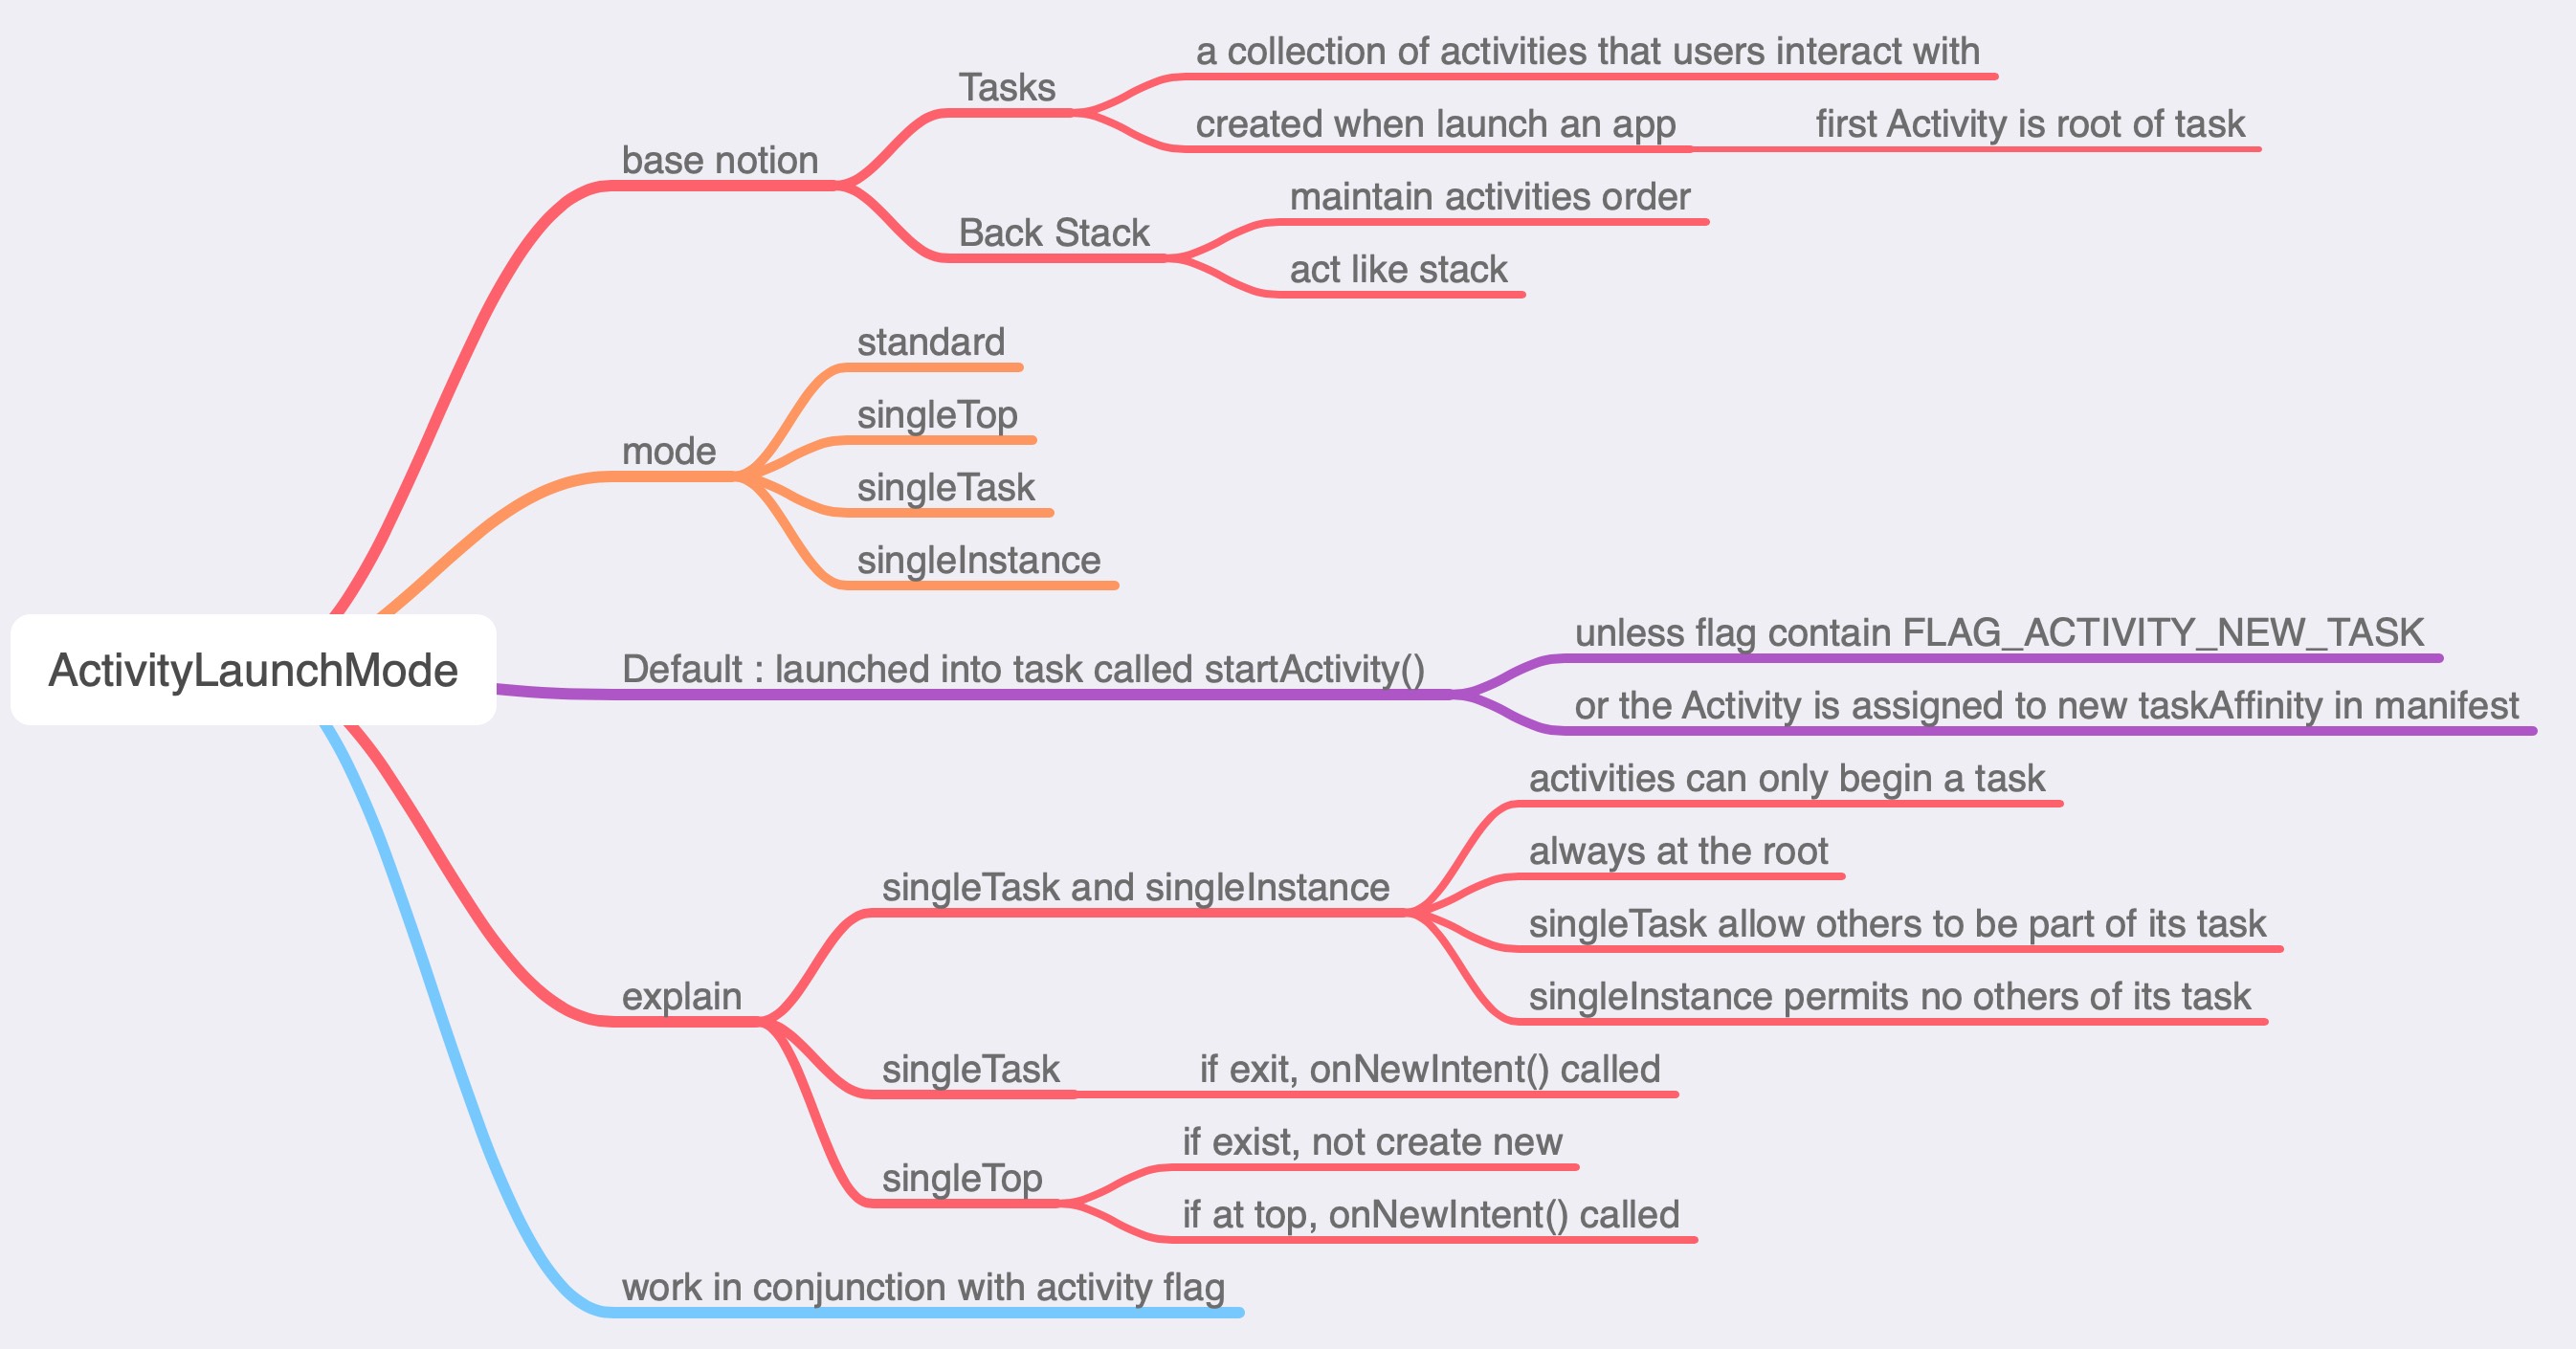 a collection of activities that users interact with
Tasks
created when launch an app
first Activity is root of task
base notion
maintain activities order
Back Stack
act like stack
standard
singleTop
mode
singleTask
singleInstance
ActivityLaunchMode
unless flag contain FLAG_ACTIVITY_NEW_TASK
Default : launched into task called startActivity()
or the Activity is assigned to new taskAffinity in manifest
activities can only begin a task
always at the root
singleTask and singleInstance
singleTask allow others to be part of its task
singleInstance permits no others of its task
explain
singleTask
if exit, onNewIntent() called
if exist, not create new
singleTop
if at top, onNewIntent() called
work in conjunction with activity flag